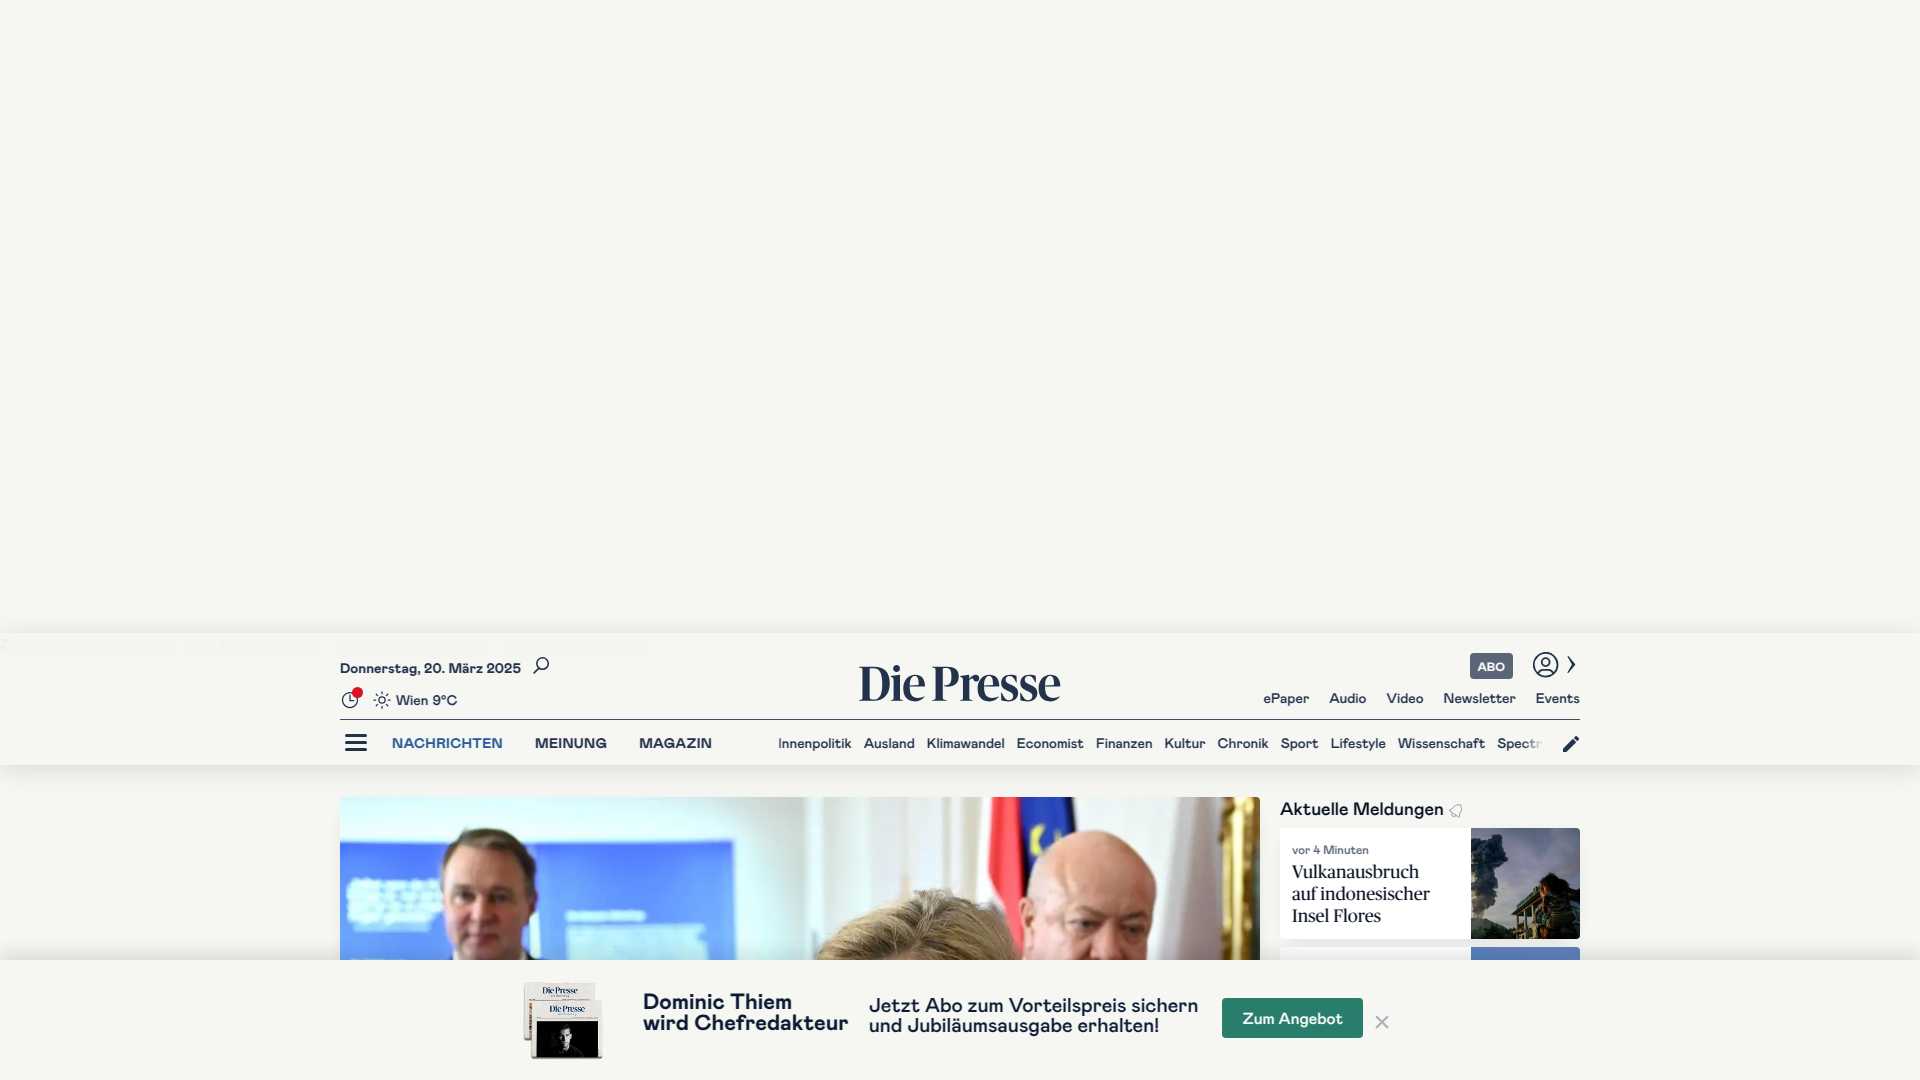 Donnerstag, 20. März 2025
Die Presse
ABO
Wien 9°C
ePaper Audio Video Newsletter Events
NACHRICHTEN MEINUNG MAGAZIN Innenpolitik Ausland Klimawandel Economist Finanzen Kultur Chronik Sport Lifestyle Wissenschaft Spectr
Aktuelle Meldungen
vor 4 Minuten
Vulkanausbruch
auf indonesischer
Insel Flores
Die Presse
Die Presse
Dominic Thiem
wird Chefredakteur
Jetzt Abo zum Vorteilspreis sichern
und Jubiläumsausgabe erhalten!
Zum Angebot